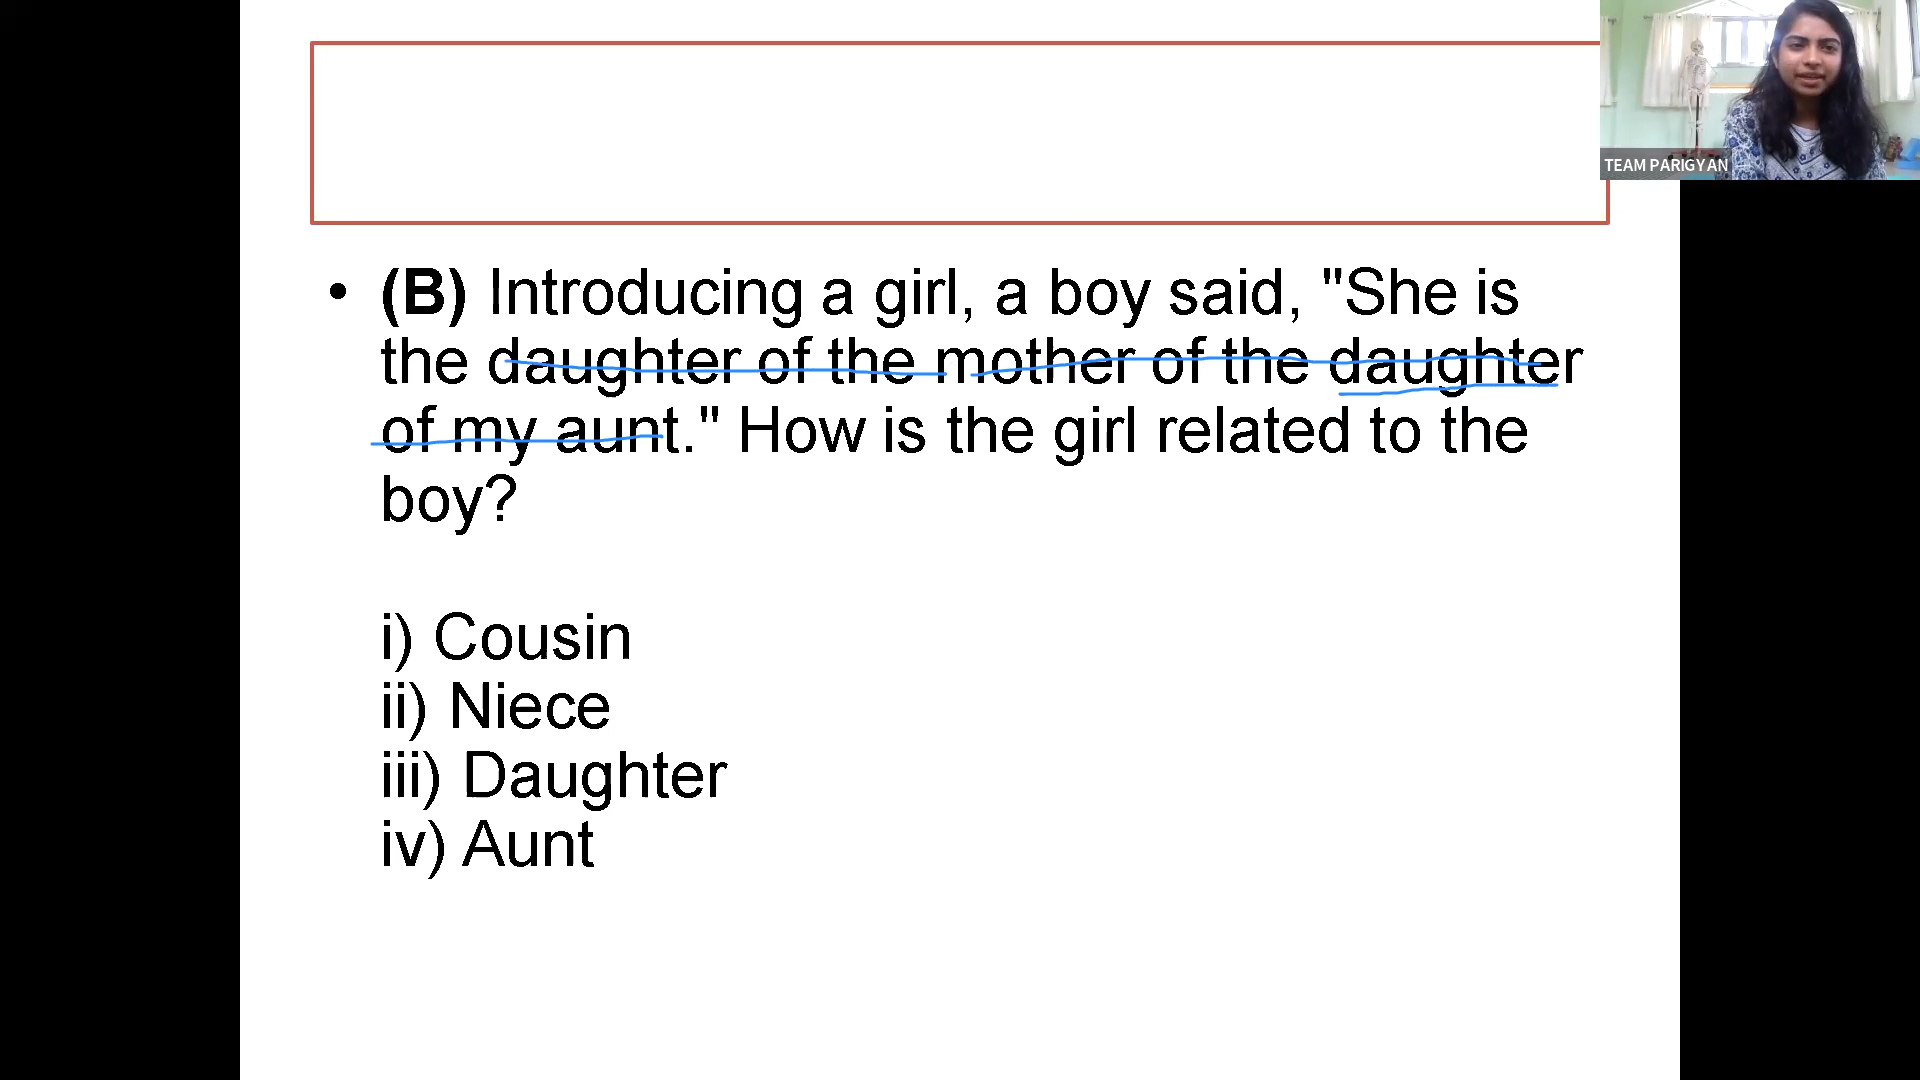 TEAM PARIGYAN
• (B) Introducing a girl, a boy said, "She is
the daughter of the mother of the daughter
of my aunt." How is the girl related to the
boy?
i) Cousin
ii) Niece
iii) Daughter
iv) Aunt